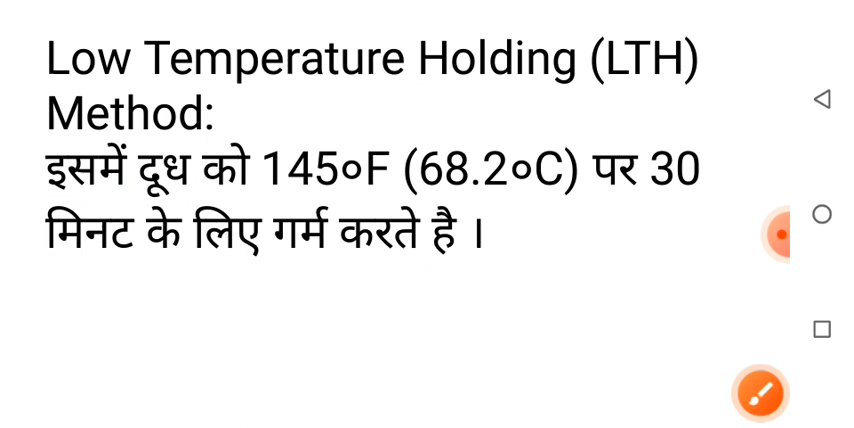 Low Temperature Holding (LTH)
Method:
इसमें दूध को 145०F (68.2०C) पर 30
मिनट के लिए गर्म करते है ।